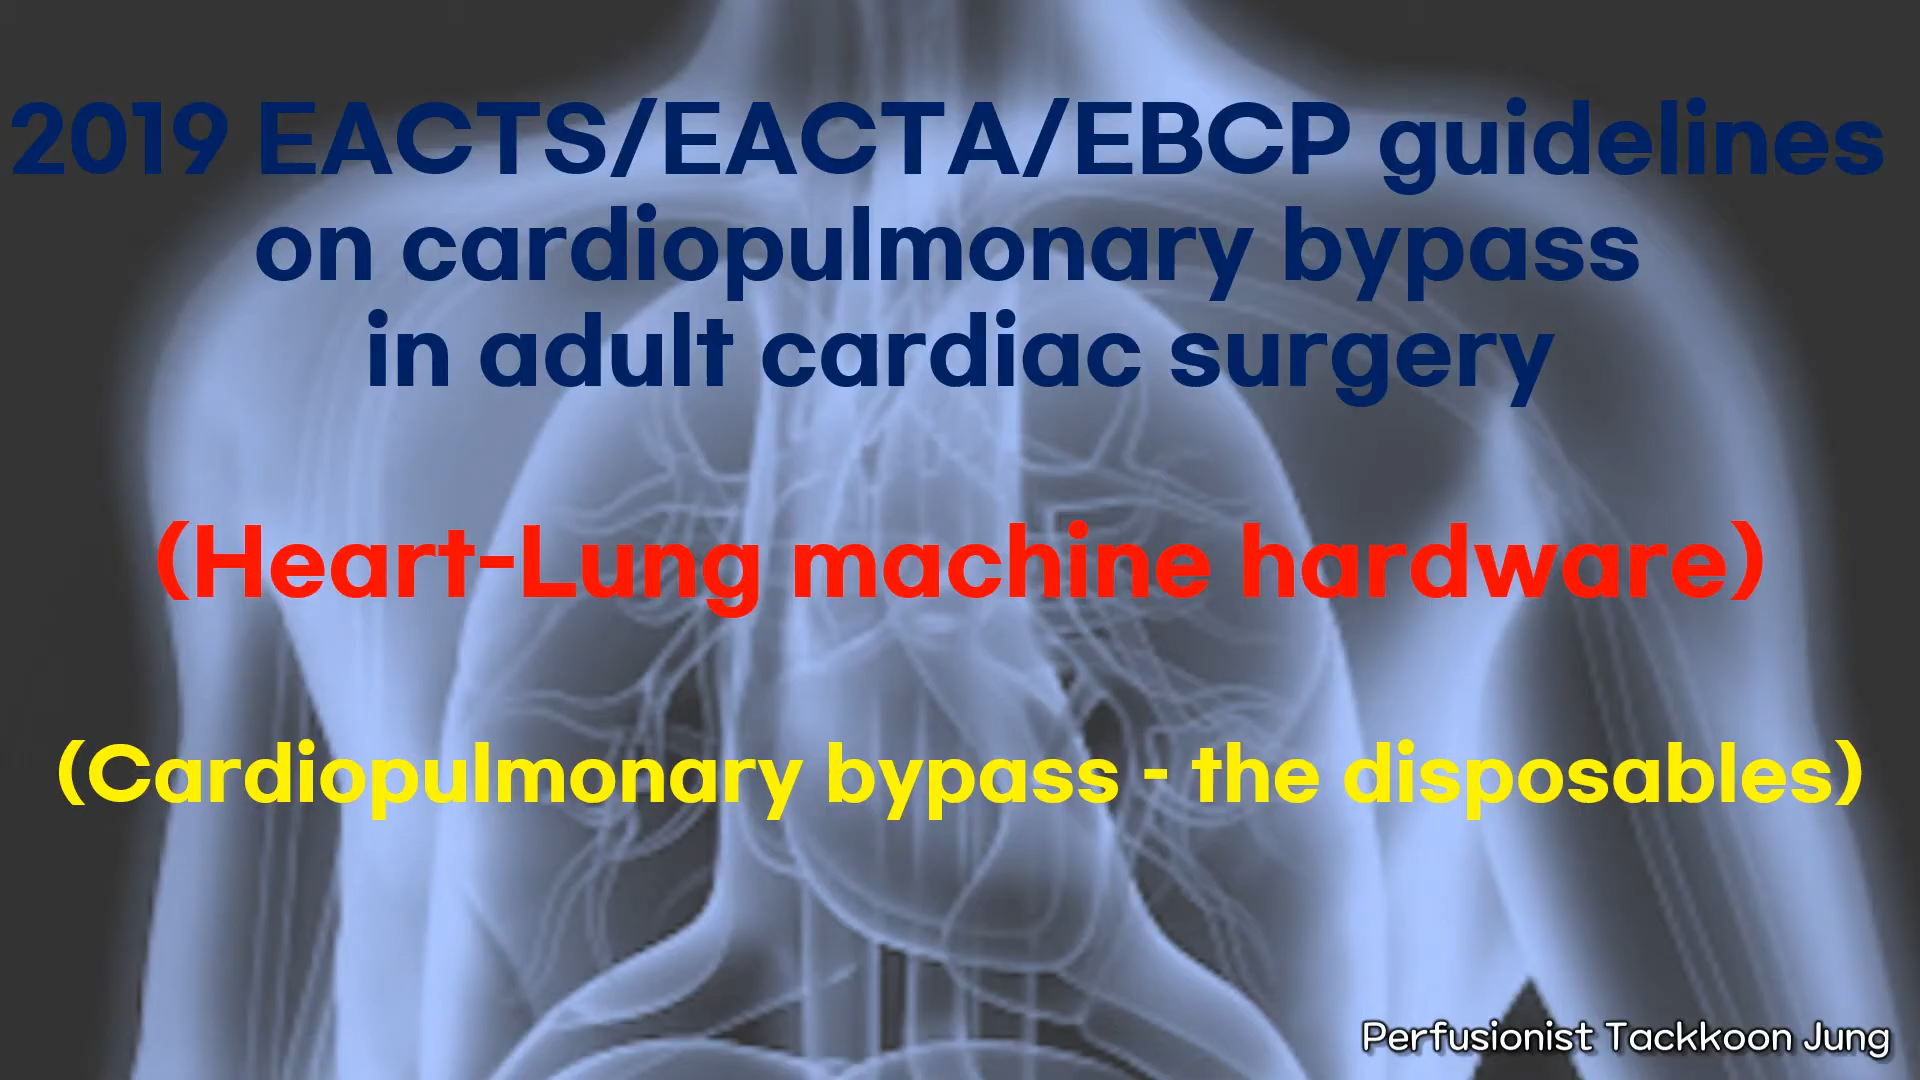 2019 EACTS/EACTA/EBCP guidelines
on cardiopulmonary bypass
in adult cardiac surgery
(Heart-Lung machine hardware)
(Cardiopulmonary bypass - the disposables)
Perfusionist Tackkoon Jung